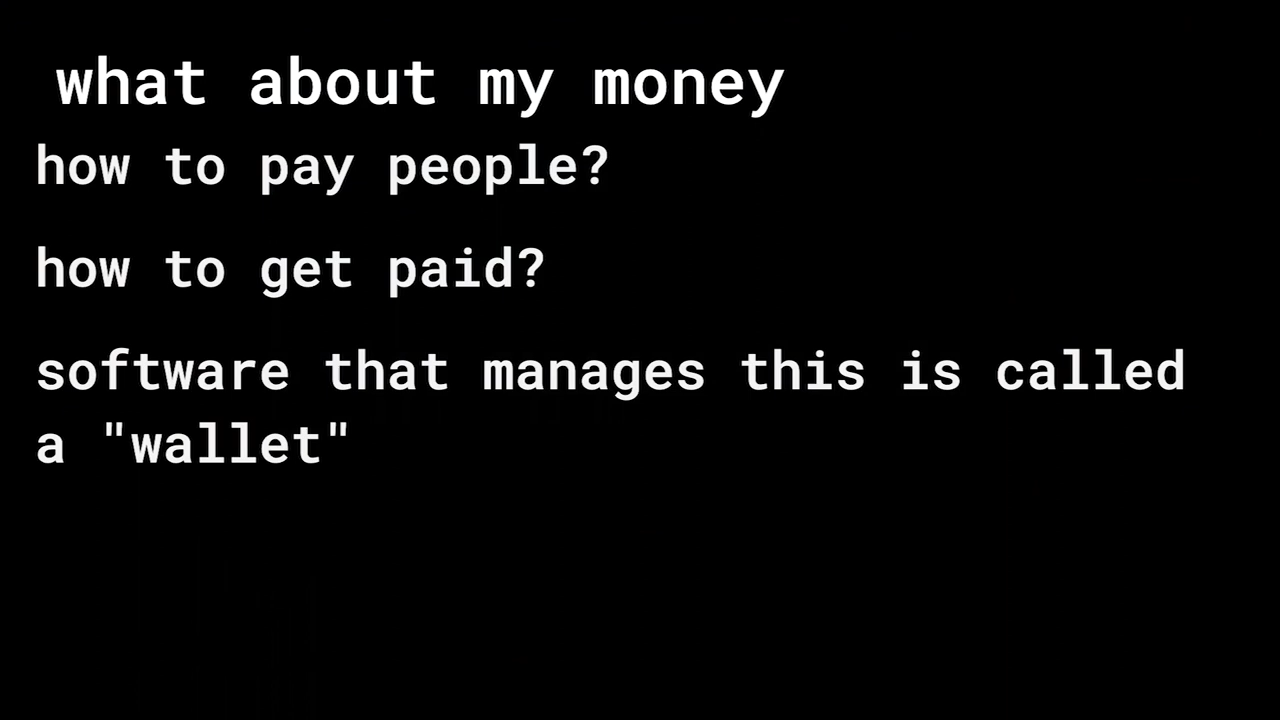 what about my money
how to pay people?
how to get paid?
software that manages this is called
a "wallet"